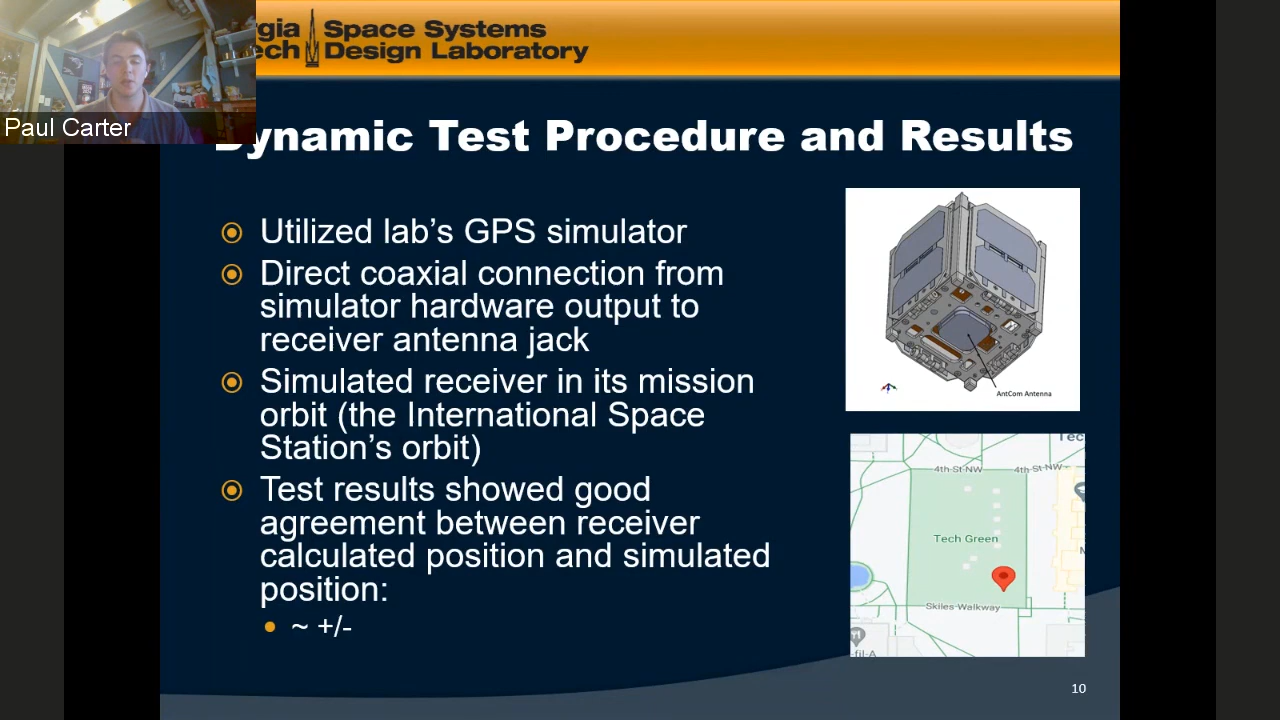 gia Space Systems
ech Design Laboratory
Paul Carter
Dynamic Test Procedure and Results
Utilized lab’s GPS simulator
Direct coaxial connection from
simulator hardware output to
receiver antenna jack
Simulated receiver in its mission
orbit (the International Space
Station’s orbit)
Test results showed good
agreement between receiver
calculated position and simulated
position:
~ +/-
AntCom Antenna
Tec
4th St NW
4th St NW
Tech Green
Skiles Walkway
fil-A
10